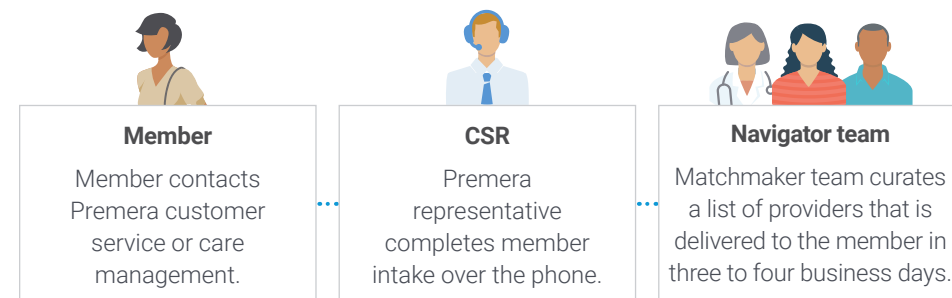 Member
Member contacts
Premera customer
service or care
management.
CSR
Premera
representative
completes member
intake over the phone.
Navigator team
Matchmaker team curates
a list of providers that is
delivered to the member in
three to four business days.